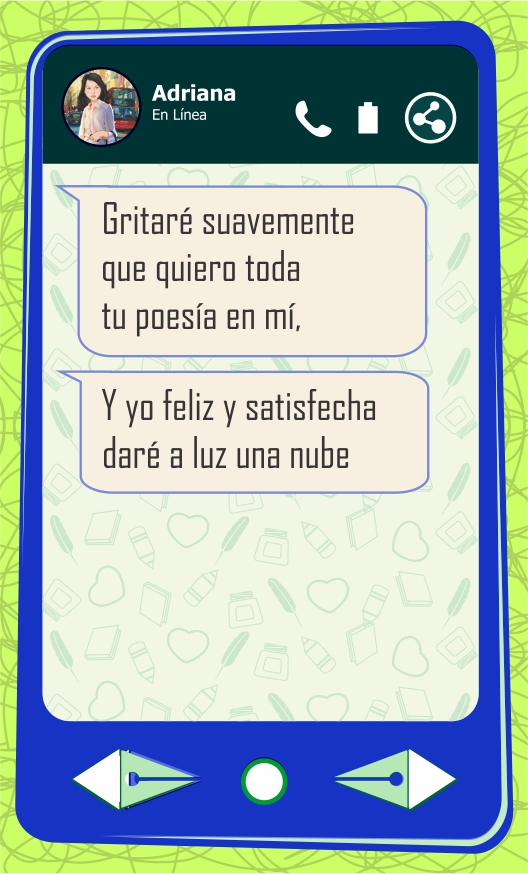 Adriana
En Línea
Gritaré suavemente
que quiero toda
tu poesía en mí,
Y yo feliz y satisfecha
daré a luz una nube